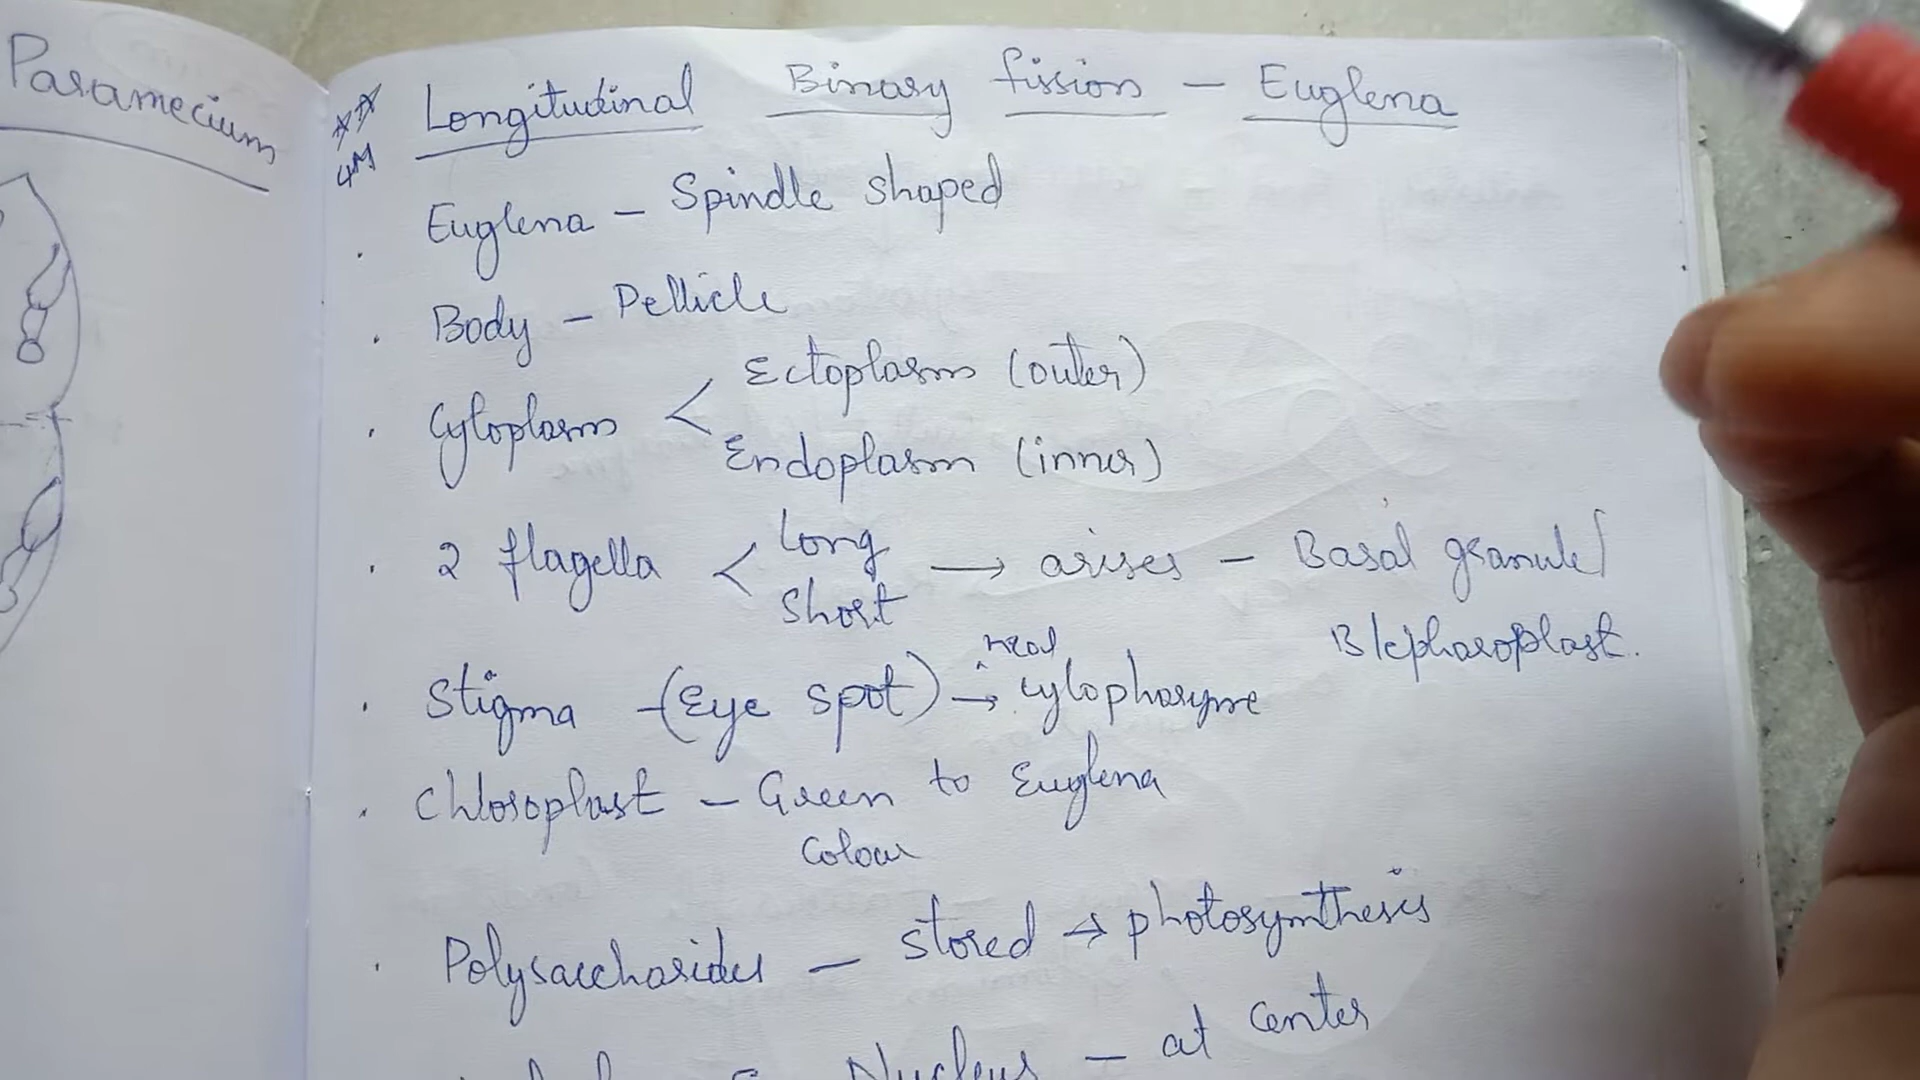 Paramecium
** Longitudinal Binary fission - Euglena
4M
. Euglena - Spindle shaped
. Body - Pellicle
. Cytoplasm < Ectoplasm (outer)
Endoplasm (inner)
. 2 flagella < long → arises - Basal granule/
short
Blepharoplast.
near
. Stigma - (Eye spot) → cytopharynx
. Chloroplast - Green to Euglena
colour
. Polysaccharides - stored → photosynthesis
Nucleus - at center